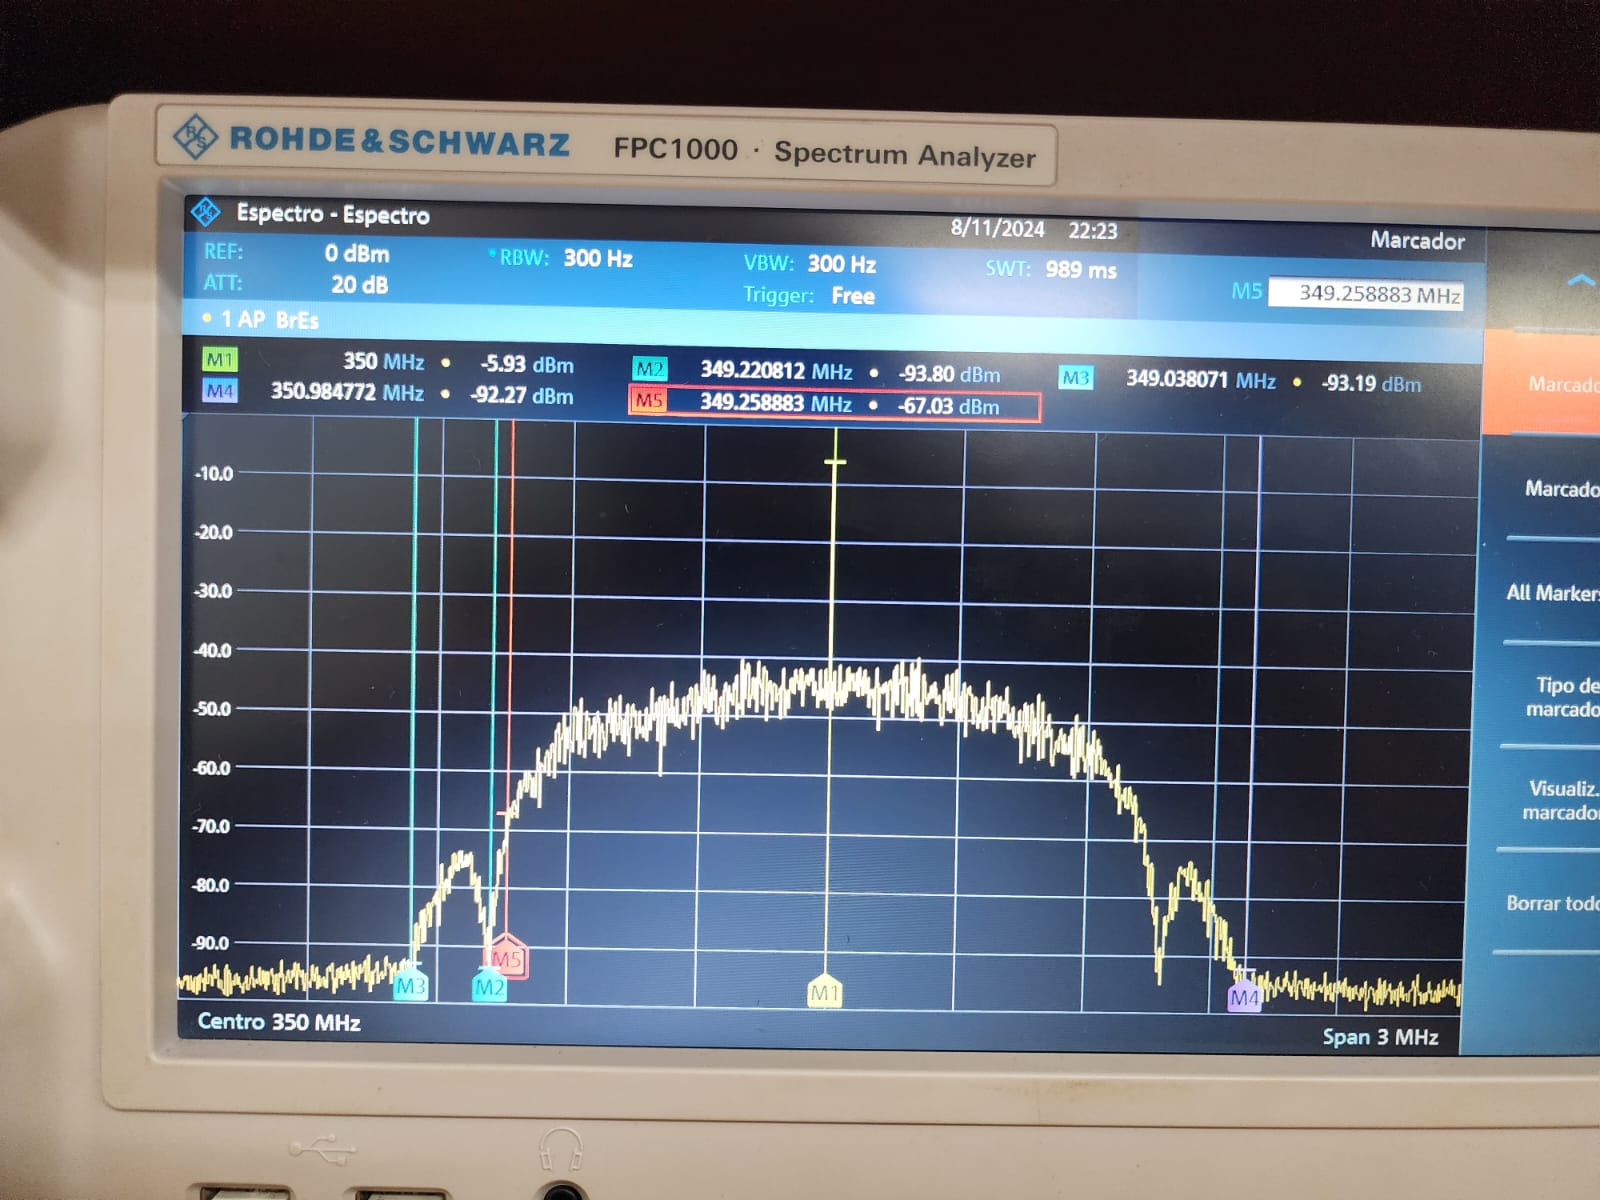 ROHDE&SCHWARZ FPC1000 · Spectrum Analyzer
Espectro - Espectro 8/11/2024 22:23 Marcador
REF: 0 dBm RBW: 300 Hz VBW: 300 Hz SWT: 989 ms M5 349.258883 MHz
ATT: 20 dB Trigger: Free
1 AP BrEs
M1 350 MHz • -5.93 dBm M2 349.220812 MHz • -93.80 dBm M3 349.038071 MHz • -93.19 dBm
M4 350.984772 MHz • -92.27 dBm M5 349.258883 MHz • -67.03 dBm
Marcado
-10.0
Marcado
-20.0
-30.0
All Marker
-40.0
Tipo de
marcado
-50.0
-60.0
Visualiz.
marcado
-70.0
-80.0
Borrar tod
-90.0
M3 M2 M5 M1 M4
Centro 350 MHz Span 3 MHz